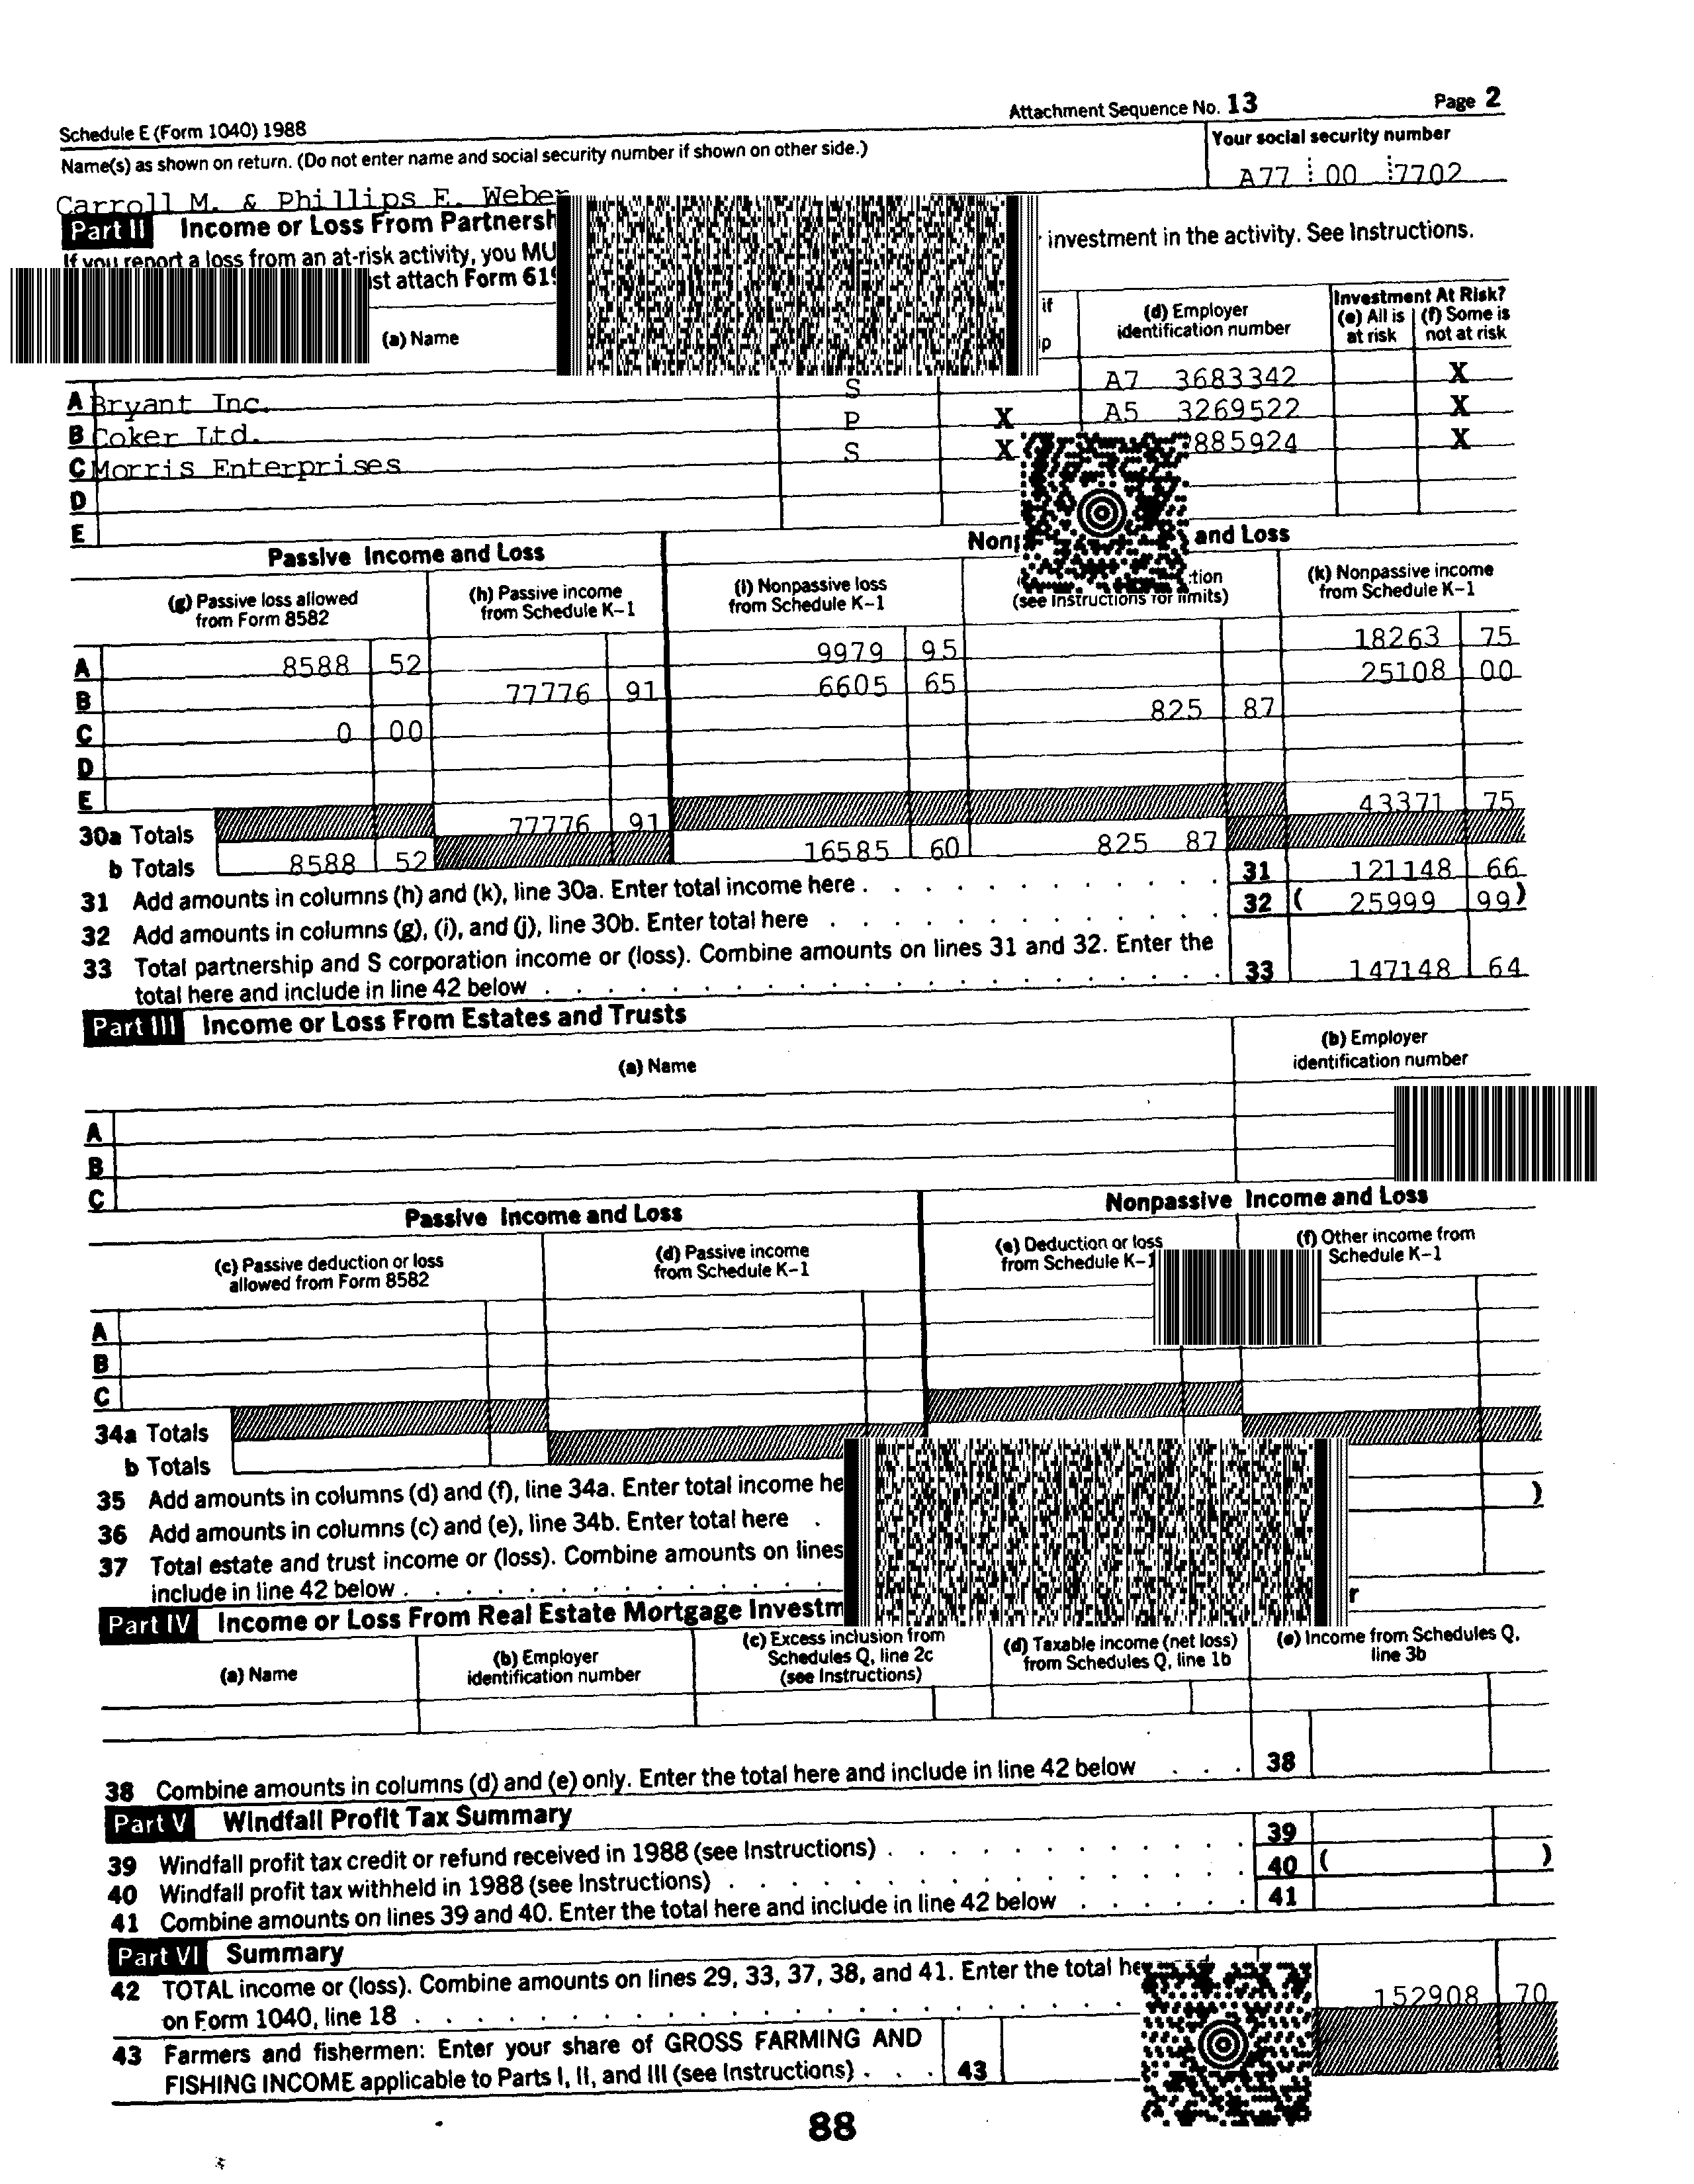 Schedule E (Form 1040) 1988 Attachment Sequence No. 13 Page 2
Name(s) as shown on return. (Do not enter name and social security number if shown on other side.) Your social security number
Carroll M. & Phillips E. Weber A77 00 7702
Part II Income or Loss From
If you report a loss from an at-risk activity, you investment in the activity. See Instructions.
attach Form
(a) Name if (d) Employer identification number Investment At Risk? (e) All is at risk (f) Some is not at risk
A Bryant Inc. S A7 3683342 X
B Coker Ltd. P X A5 3269522 X
C Morris Enterprises S X 885924 X
D
E
Passive Income and Loss and Loss
(g) Passive loss allowed from Form 8582 (h) Passive income from Schedule K-1 (i) Nonpassive loss from Schedule K-1 (see Instructions for limits) (k) Nonpassive income from Schedule K-1
A 8588 52 9979 95 18263 75
B 77776 91 6605 65 25108 00
C 0 00 825 87
D
E
30a Totals 77776 91 43371 75
b Totals 8588 52 16585 60 825 87
31 Add amounts in columns (h) and (k), line 30a. Enter total income here . . . 31 121148 66
32 Add amounts in columns (g), (i), and (j), line 30b. Enter total here . . . 32 ( 25999 99 )
33 Total partnership and S corporation income or (loss). Combine amounts on lines 31 and 32. Enter the
total here and include in line 42 below . . . 33 147148 64
Part III Income or Loss From Estates and Trusts
(a) Name (b) Employer identification number
A
B
C
Passive Income and Loss Nonpassive Income and Loss
(c) Passive deduction or loss allowed from Form 8582 (d) Passive income from Schedule K-1 (e) Deduction or loss from Schedule K-1 (f) Other income from Schedule K-1
A
B
C
34a Totals
b Totals
35 Add amounts in columns (d) and (f), line 34a. Enter total income
36 Add amounts in columns (c) and (e), line 34b. Enter total here . )
37 Total estate and trust income or (loss). Combine amounts on lines
include in line 42 below . . .
Part IV Income or Loss From Real Estate Mortgage
(a) Name (b) Employer identification number (c) Excess inclusion from Schedules Q, line 2c (see Instructions) (d) Taxable income (net loss) from Schedules Q, line 1b (e) Income from Schedules Q, line 3b
38 Combine amounts in columns (d) and (e) only. Enter the total here and include in line 42 below . . . 38
Part V Windfall Profit Tax Summary
39 Windfall profit tax credit or refund received in 1988 (see Instructions) . . . 39
40 Windfall profit tax withheld in 1988 (see Instructions) . . . 40 ( )
41 Combine amounts on lines 39 and 40. Enter the total here and include in line 42 below . . . 41
Part VI Summary
42 TOTAL income or (loss). Combine amounts on lines 29, 33, 37, 38, and 41. Enter the total
on Form 1040, line 18 . . . 152908 70
43 Farmers and fishermen: Enter your share of GROSS FARMING AND
FISHING INCOME applicable to Parts I, II, and III (see Instructions) . . . 43
88